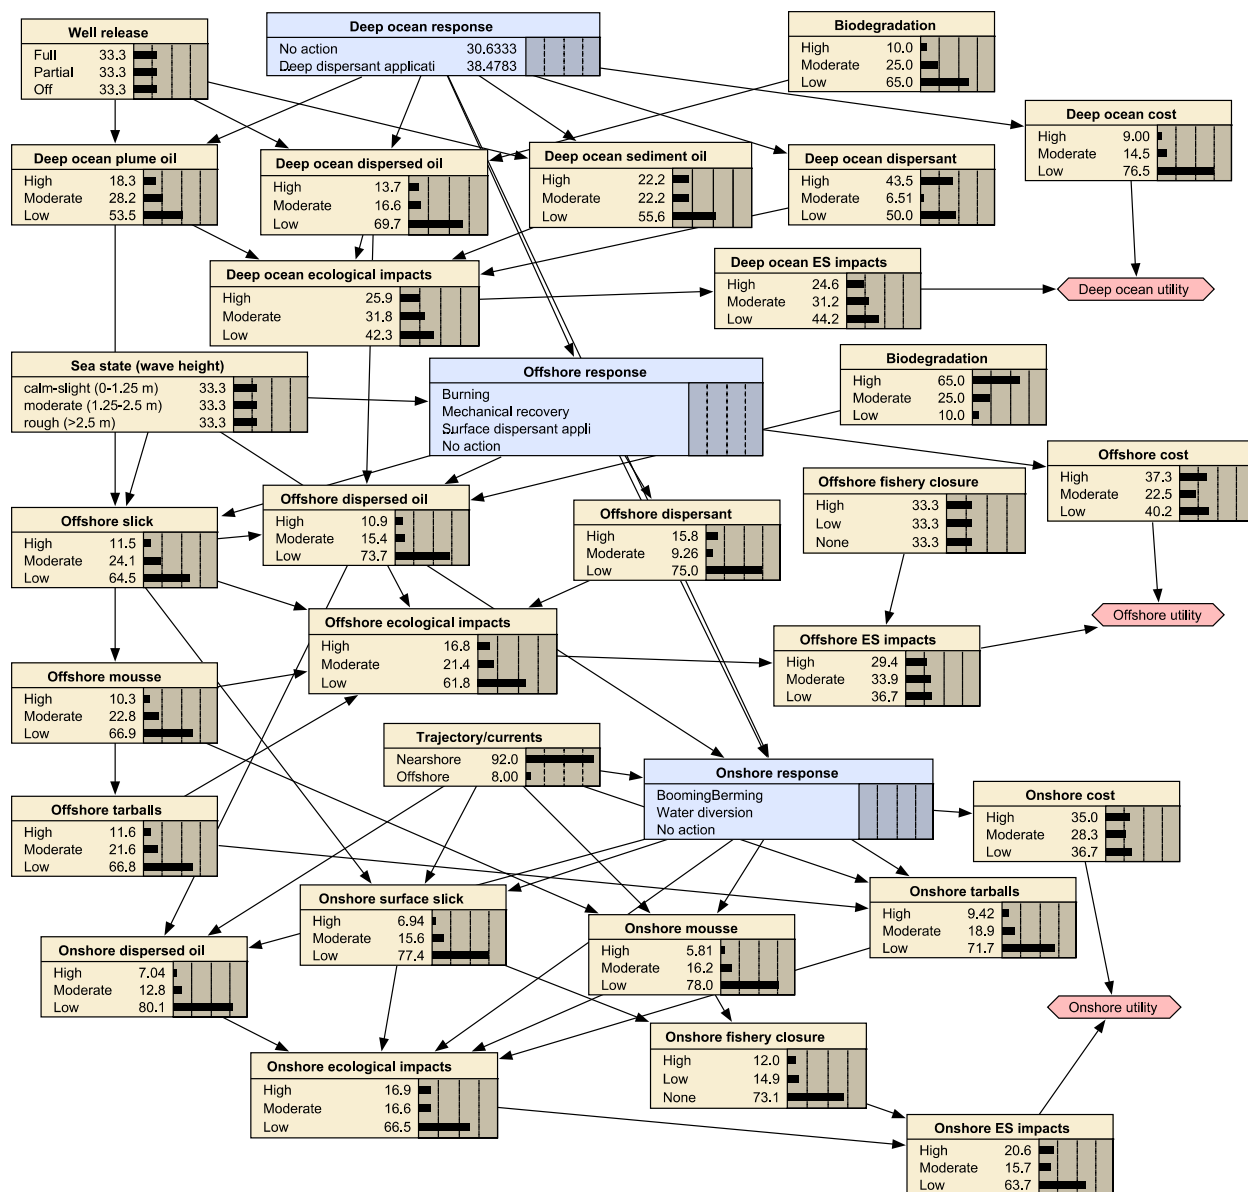 Well release
Full 33.3
Partial 33.3
Off 33.3
Deep ocean response
No action 30.6333
Deep dispersant applicati 38.4783
Biodegradation
High 10.0
Moderate 25.0
Low 65.0
Deep ocean cost
High 9.00
Moderate 14.5
Low 76.5
Deep ocean plume oil
High 18.3
Moderate 28.2
Low 53.5
Deep ocean dispersed oil
High 13.7
Moderate 16.6
Low 69.7
Deep ocean sediment oil
High 22.2
Moderate 22.2
Low 55.6
Deep ocean dispersant
High 43.5
Moderate 6.51
Low 50.0
Deep ocean ecological impacts
High 25.9
Moderate 31.8
Low 42.3
Deep ocean ES impacts
High 24.6
Moderate 31.2
Low 44.2
Deep ocean utility
Sea state (wave height)
calm-slight (0-1.25 m) 33.3
moderate (1.25-2.5 m) 33.3
rough (>2.5 m) 33.3
Offshore response
Burning
Mechanical recovery
Surface dispersant appli
No action
Biodegradation
High 65.0
Moderate 25.0
Low 10.0
Offshore cost
High 37.3
Moderate 22.5
Low 40.2
Offshore slick
High 11.5
Moderate 24.1
Low 64.5
Offshore dispersed oil
High 10.9
Moderate 15.4
Low 73.7
Offshore dispersant
High 15.8
Moderate 9.26
Low 75.0
Offshore fishery closure
High 33.3
Low 33.3
None 33.3
Offshore utility
Offshore ecological impacts
High 16.8
Moderate 21.4
Low 61.8
Offshore ES impacts
High 29.4
Moderate 33.9
Low 36.7
Offshore mousse
High 10.3
Moderate 22.8
Low 66.9
Trajectory/currents
Nearshore 92.0
Offshore 8.00
Onshore response
BoomingBerming
Water diversion
No action
Onshore cost
High 35.0
Moderate 28.3
Low 36.7
Offshore tarballs
High 11.6
Moderate 21.6
Low 66.8
Onshore surface slick
High 6.94
Moderate 15.6
Low 77.4
Onshore tarballs
High 9.42
Moderate 18.9
Low 71.7
Onshore dispersed oil
High 7.04
Moderate 12.8
Low 80.1
Onshore mousse
High 5.81
Moderate 16.2
Low 78.0
Onshore utility
Onshore fishery closure
High 12.0
Low 14.9
None 73.1
Onshore ecological impacts
High 16.9
Moderate 16.6
Low 66.5
Onshore ES impacts
High 20.6
Moderate 15.7
Low 63.7